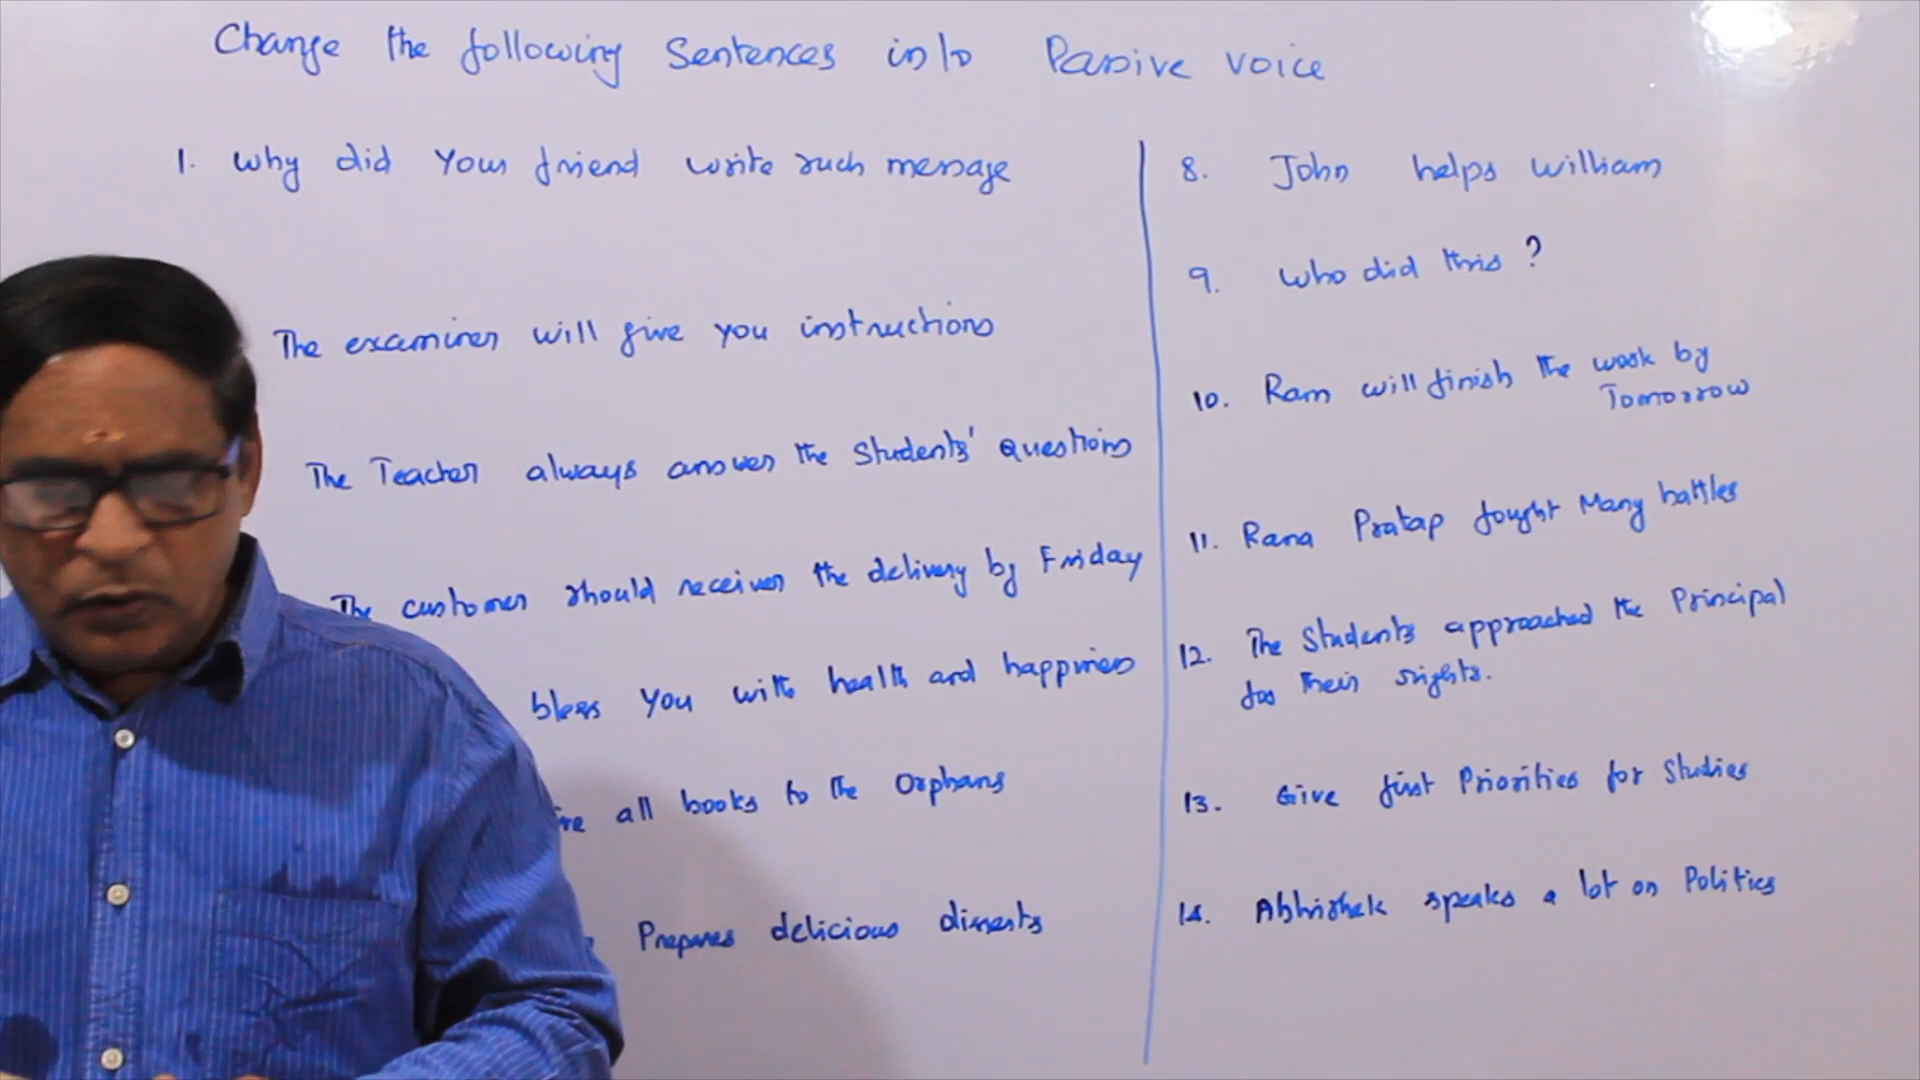 Change the following Sentences into Passive voice
1. Why did Your friend write such message
The examiner will give you instructions
The Teacher always answer the Students' Questions
The customer should receiver the delivery by Friday
bless You with health and happiness
all books to the Orphans
Prepares delicious
8. John helps william
9. Who did this ?
10. Ram will finish the work by
Tomorrow
11. Rana Pratap fought Many battles
12. The Students approached the Principal
for Their rights.
13. Give first Priorities for Studies
14. Abhishek speaks a lot on Politics